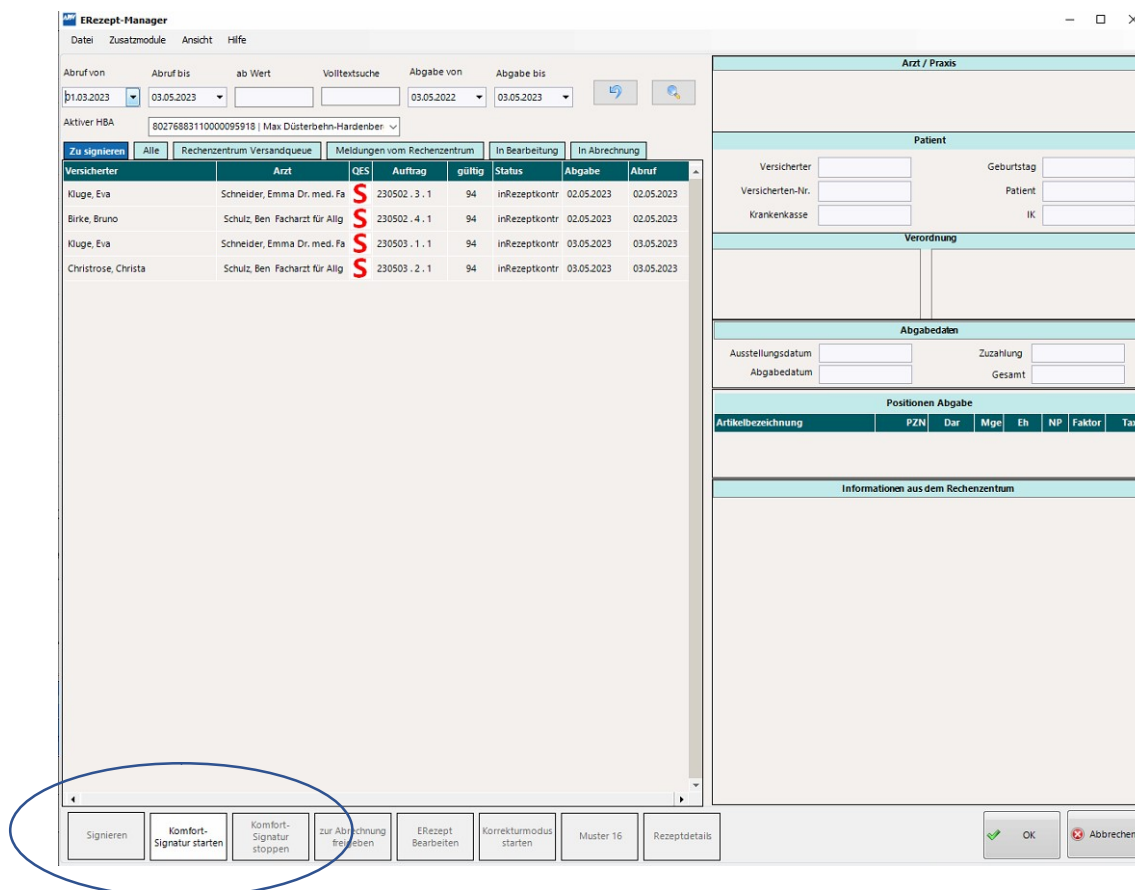 ERezept-Manager
Datei Zusatzmodule Ansicht Hilfe
Abruf von Abruf bis ab Wert Volltextsuche Abgabe von Abgabe bis
01.03.2023 03.05.2023 03.05.2022 03.05.2023
Aktiver HBA 80276883110000095918 | Max Düsterbehn-Hardenber
Zu signieren Alle Rechenzentrum Versandqueue Meldungen vom Rechenzentrum In Bearbeitung In Abrechnung
Versicherter Arzt QES Auftrag gültig Status Abgabe Abruf
Kluge, Eva Schneider, Emma Dr. med. Fa S 230502 . 3 . 1 94 inRezeptkontr 02.05.2023 02.05.2023
Birke, Bruno Schulz, Ben Facharzt für Allg S 230502 . 4 . 1 94 inRezeptkontr 02.05.2023 02.05.2023
Kluge, Eva Schneider, Emma Dr. med. Fa S 230503 . 1 . 1 94 inRezeptkontr 03.05.2023 03.05.2023
Christrose, Christa Schulz, Ben Facharzt für Allg S 230503 . 2 . 1 94 inRezeptkontr 03.05.2023 03.05.2023
Arzt / Praxis
Patient
Versicherter Geburtstag
Versicherten-Nr. Patient
Krankenkasse IK
Verordnung
Abgabedaten
Ausstellungsdatum Zuzahlung
Abgabedatum Gesamt
Positionen Abgabe
Artikelbezeichnung PZN Dar Mge Eh NP Faktor Tax
Informationen aus dem Rechenzentrum
Signieren
Komfort-
Signatur starten
Komfort-
Signatur
stoppen
zur Abrechnung
freigeben
ERezept
Bearbeiten
Korrekturmodus
starten
Muster 16
Rezeptdetails
OK
Abbrechen